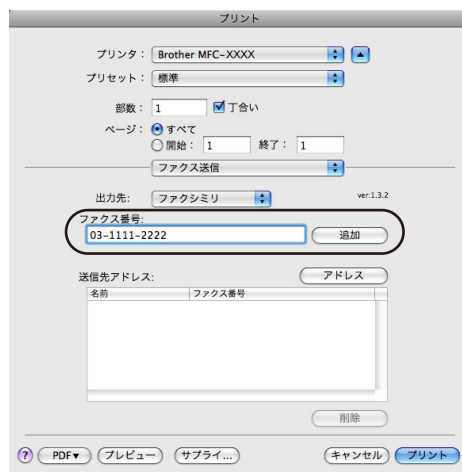 プリント
プリンタ： Brother MFC-XXXX
プリセット： 標準
部数： 1 丁合い
ページ： すべて
開始： 1 終了： 1
ファクス送信
出力先： ファクシミリ ver:1.3.2
ファクス番号:
03-1111-2222 追加
送信先アドレス: アドレス
名前 ファクス番号
削除
? PDF▼ プレビュー サプライ... キャンセル プリント